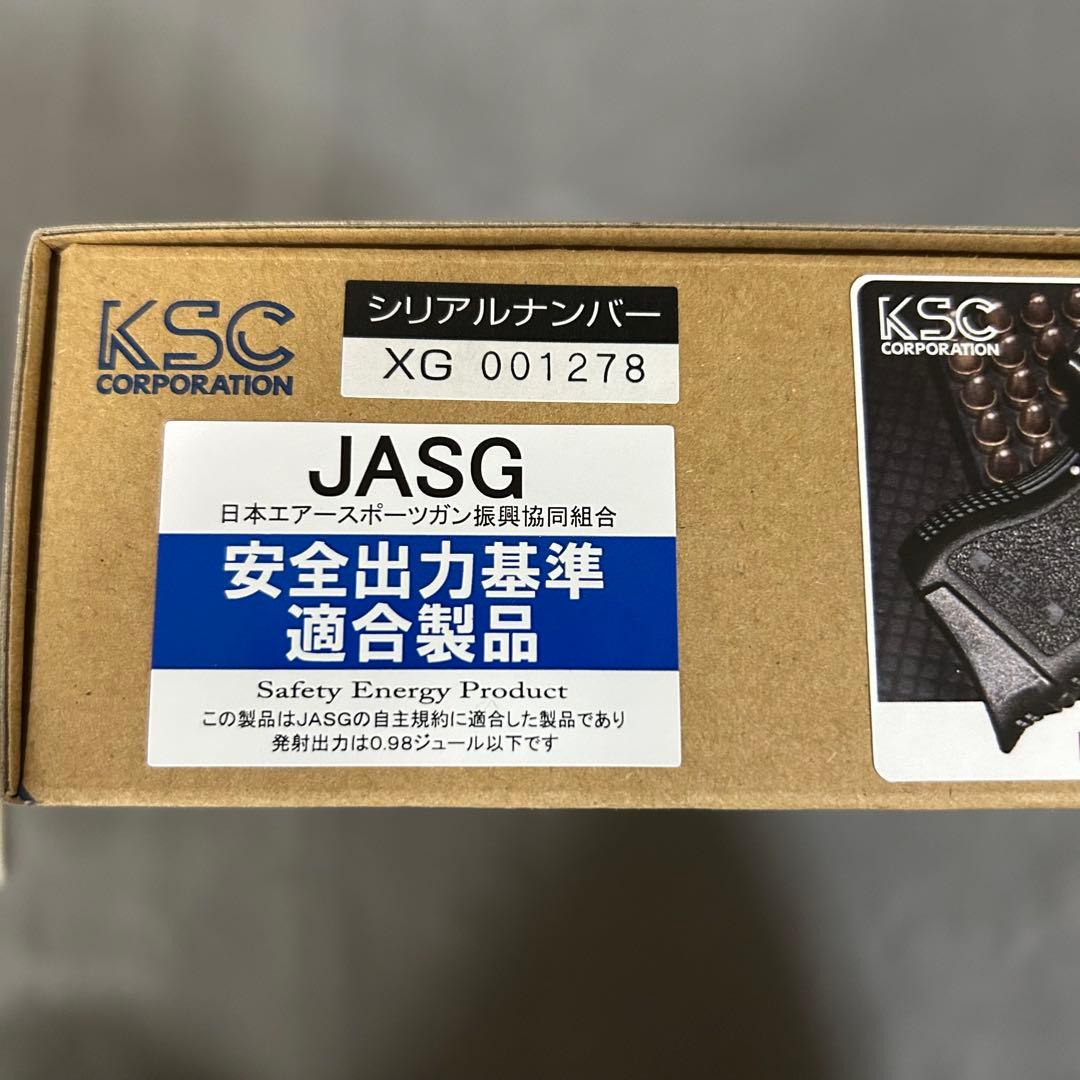 KSC
CORPORATION
シリアルナンバー
XG 001278
JASG
日本エアースポーツガン振興協同組合
安全出力基準
適合製品
Safety Energy Product
この製品はJASGの自主規約に適合した製品であり
発射出力は0.98ジュール以下です
KSC
CORPORATION